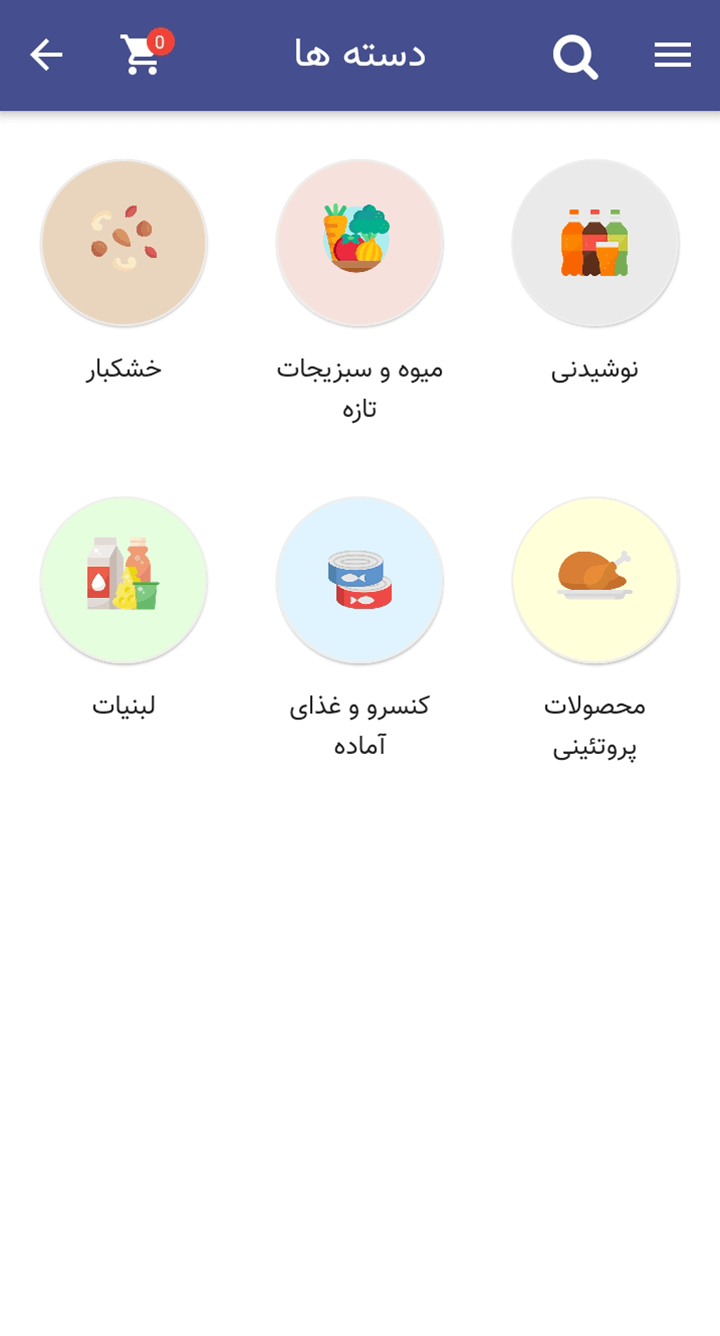 دسته ها
0
نوشیدنی
میوه و سبزیجات
تازه
خشکبار
محصولات
پروتئینی
کنسرو و غذای
آماده
لبنیات